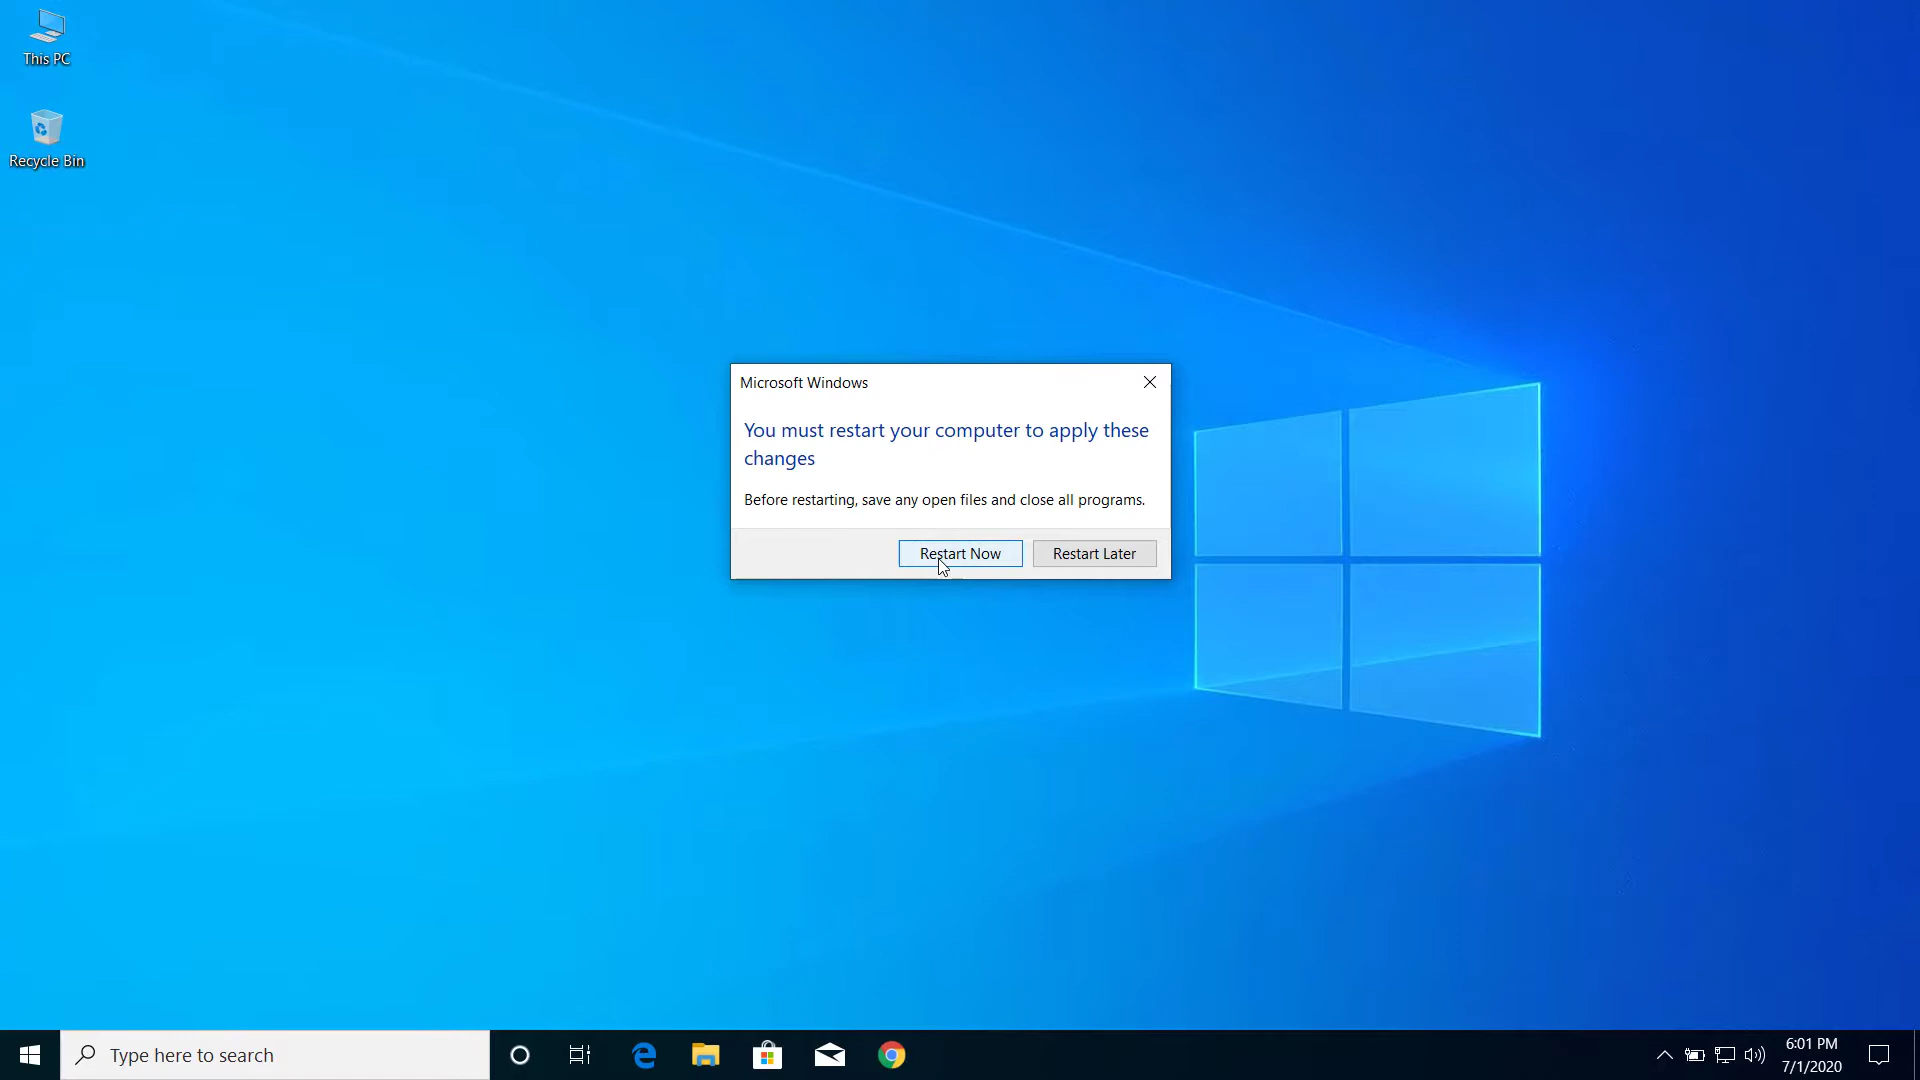 This PC
Recycle Bin
Microsoft Windows
You must restart your computer to apply these
changes
Before restarting, save any open files and close all programs.
Restart Now
Restart Later
Type here to search
6:01 PM
7/1/2020